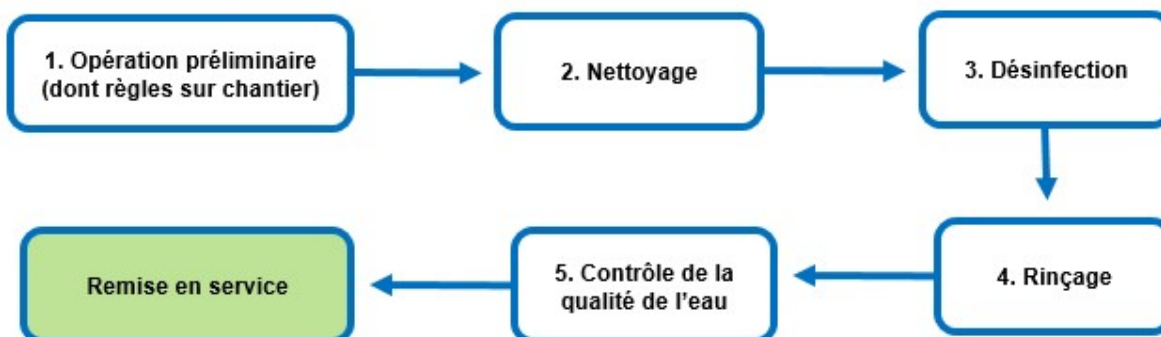 1. Opération préliminaire
(dont règles sur chantier)
2. Nettoyage
3. Désinfection
4. Rinçage
5. Contrôle de la
qualité de l'eau
Remise en service